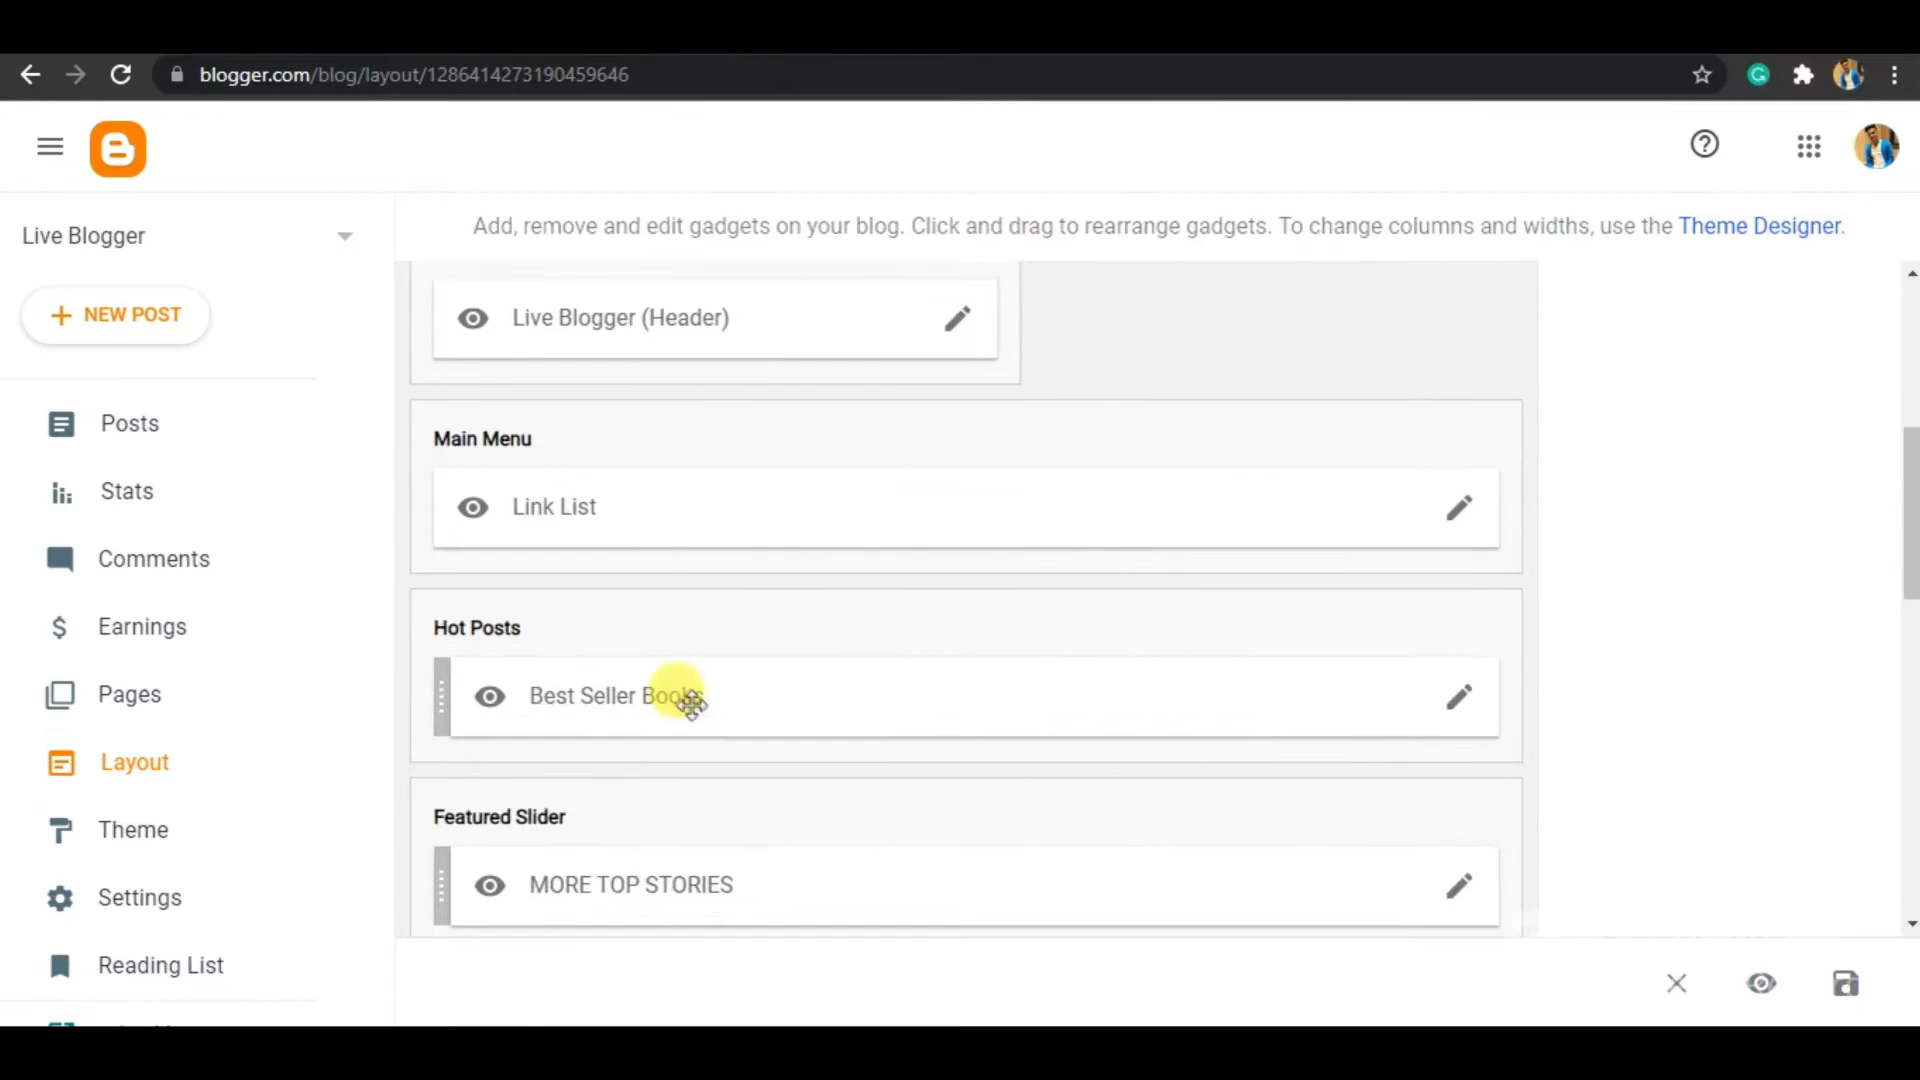 blogger.com/blog/layout/1286414273190459646
Add, remove and edit gadgets on your blog. Click and drag to rearrange gadgets. To change columns and widths, use the Theme Designer.
Live Blogger
NEW POST
Posts
Stats
Comments
Earnings
Pages
Layout
Theme
Settings
Reading List
Live Blogger (Header)
Main Menu
Link List
Hot Posts
Best Seller Books
Featured Slider
MORE TOP STORIES